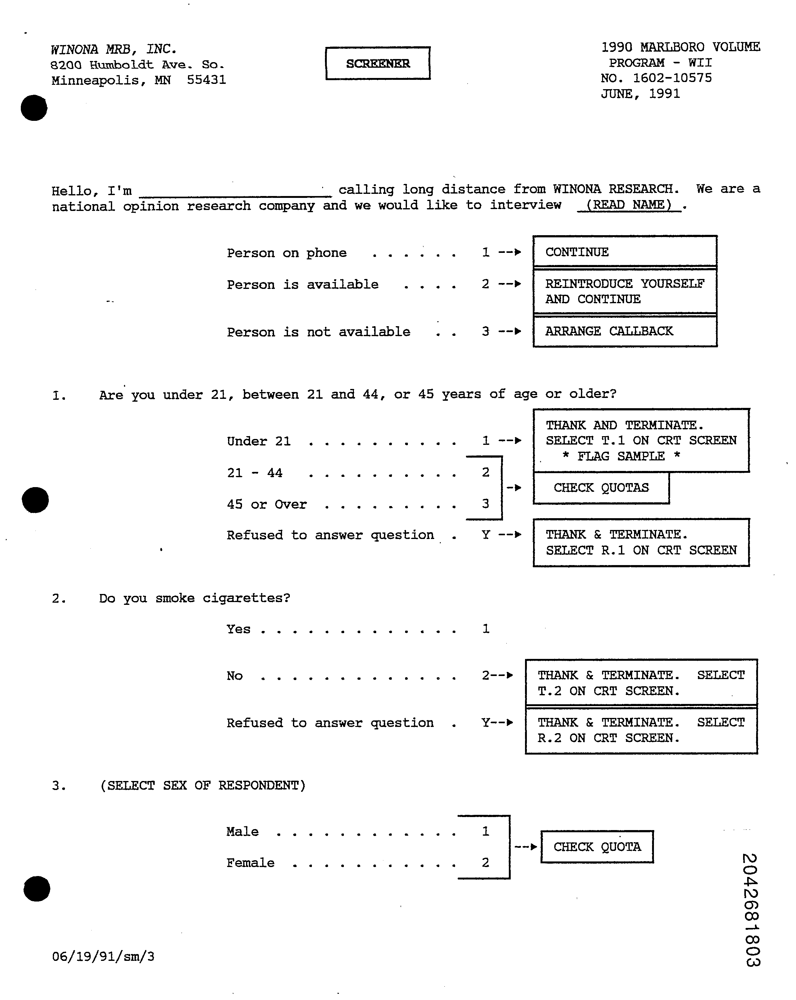 WINONA MRB, INC.
8200 Humboldt Ave. So.
Minneapolis, MN 55431
SCREENER
1990 MARLBORO VOLUME
PROGRAM - WII
NO. 1602-10575
JUNE, 1991
Hello, I'm ________________________ calling long distance from WINONA RESEARCH. We are a
national opinion research company and we would like to interview (READ NAME) .
Person on phone . . . . . . 1 --> CONTINUE
Person is available . . . . 2 --> REINTRODUCE YOURSELF
AND CONTINUE
Person is not available . . 3 --> ARRANGE CALLBACK
1. Are you under 21, between 21 and 44, or 45 years of age or older?
THANK AND TERMINATE.
Under 21 . . . . . . . . . . 1 --> SELECT T.1 ON CRT SCREEN
* FLAG SAMPLE *
21 - 44 . . . . . . . . . . 2
-> CHECK QUOTAS
45 or Over . . . . . . . . . 3
Refused to answer question . Y --> THANK & TERMINATE.
SELECT R.1 ON CRT SCREEN
2. Do you smoke cigarettes?
Yes . . . . . . . . . . . . . 1
No . . . . . . . . . . . . . 2--> THANK & TERMINATE. SELECT
T.2 ON CRT SCREEN.
Refused to answer question . Y--> THANK & TERMINATE. SELECT
R.2 ON CRT SCREEN.
3. (SELECT SEX OF RESPONDENT)
Male . . . . . . . . . . . . 1
--> CHECK QUOTA
Female . . . . . . . . . . . 2
2042681803
06/19/91/sm/3